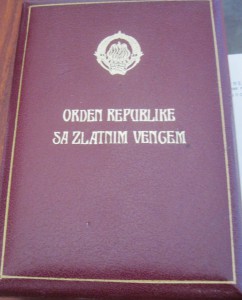 ORDEN REPUBLIKE
SA ZLATNIM VENCEM